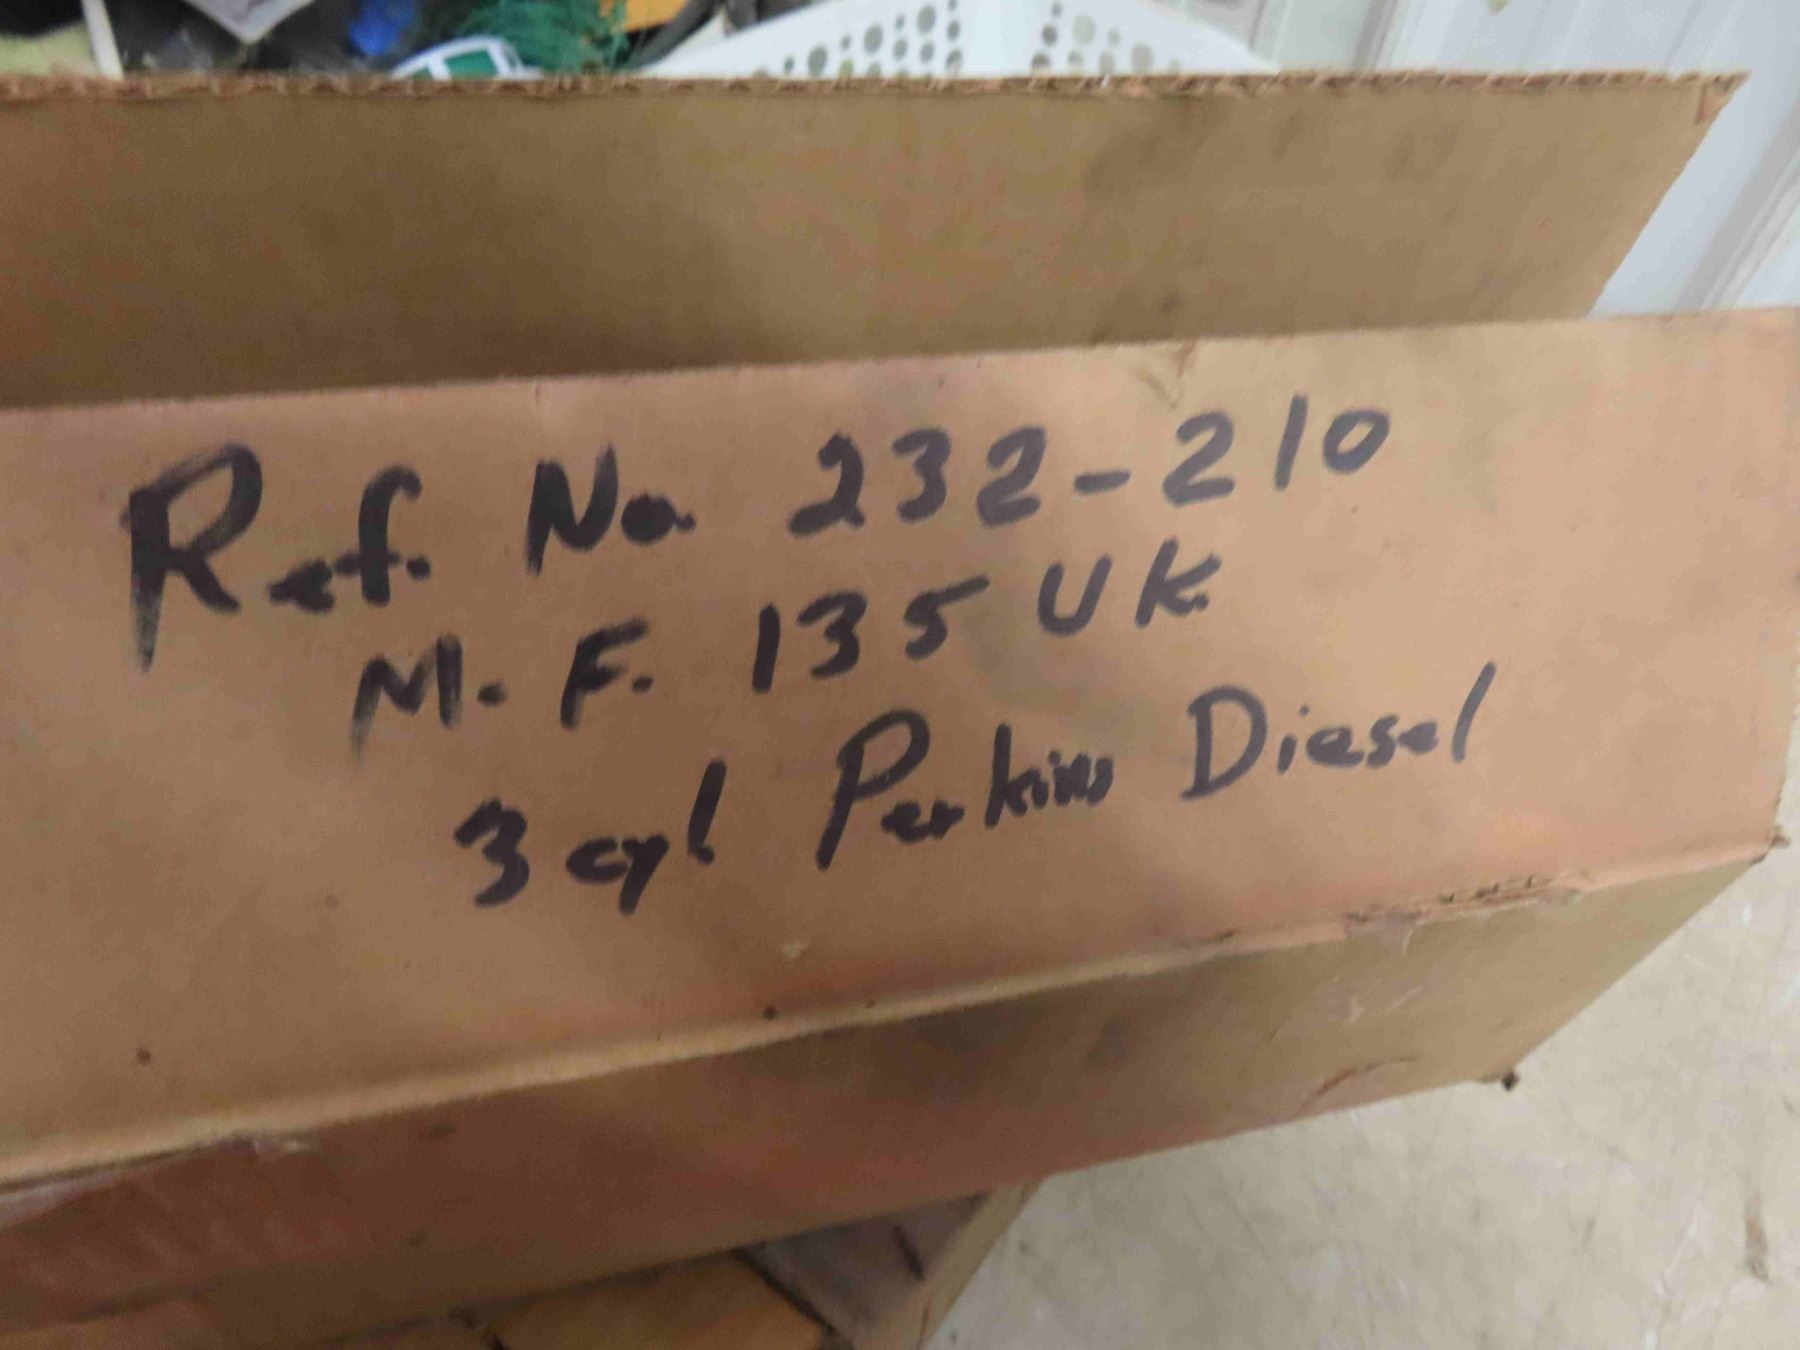 Ref. No. 232-210
M. F. 135 UK.
3 cyl Perkins Diesel